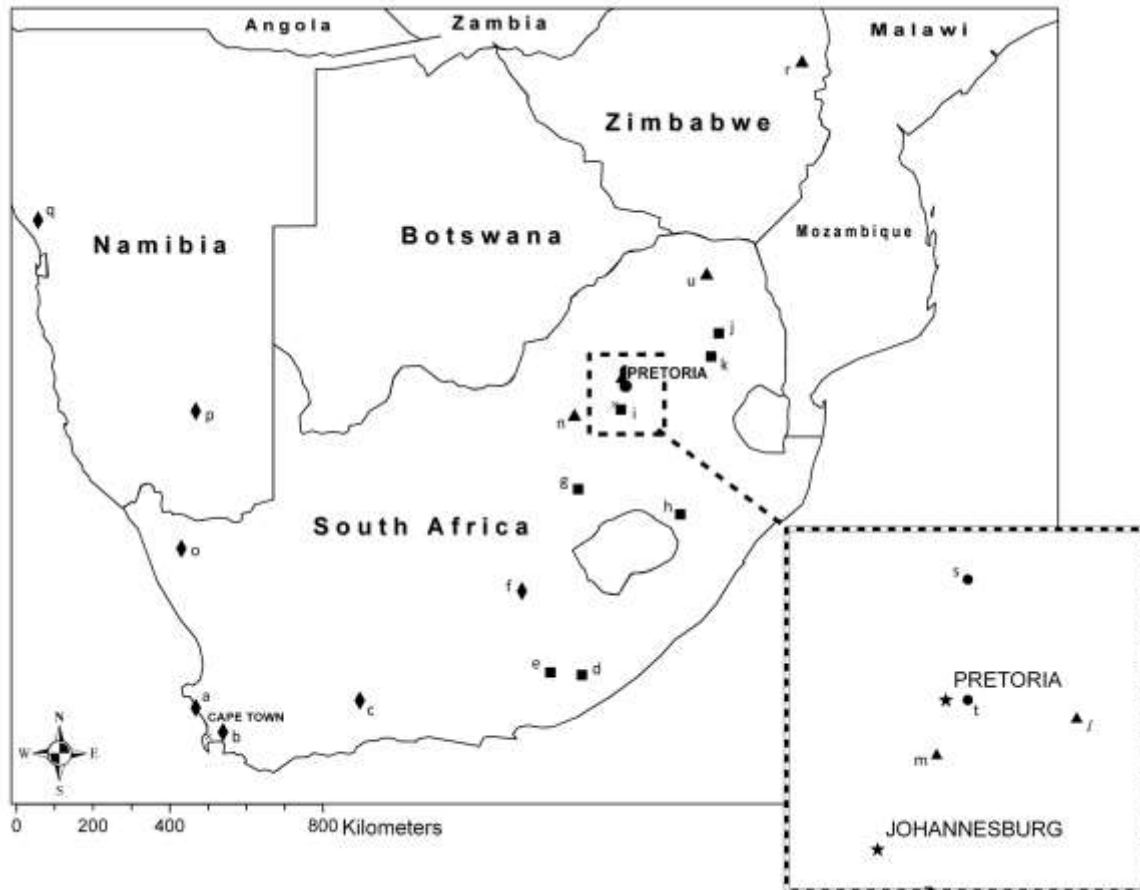 Angola
Zambia
Malawi
r
Zimbabwe
q
Namibia
Botswana
Mozambique
u
j
k
PRETORIA
i
n
p
g
h
South Africa
o
f
s
e
d
PRETORIA
a
c
t
CAPE TOWN
b
m
N
W E
S
0 200 400 800 Kilometers
JOHANNESBURG